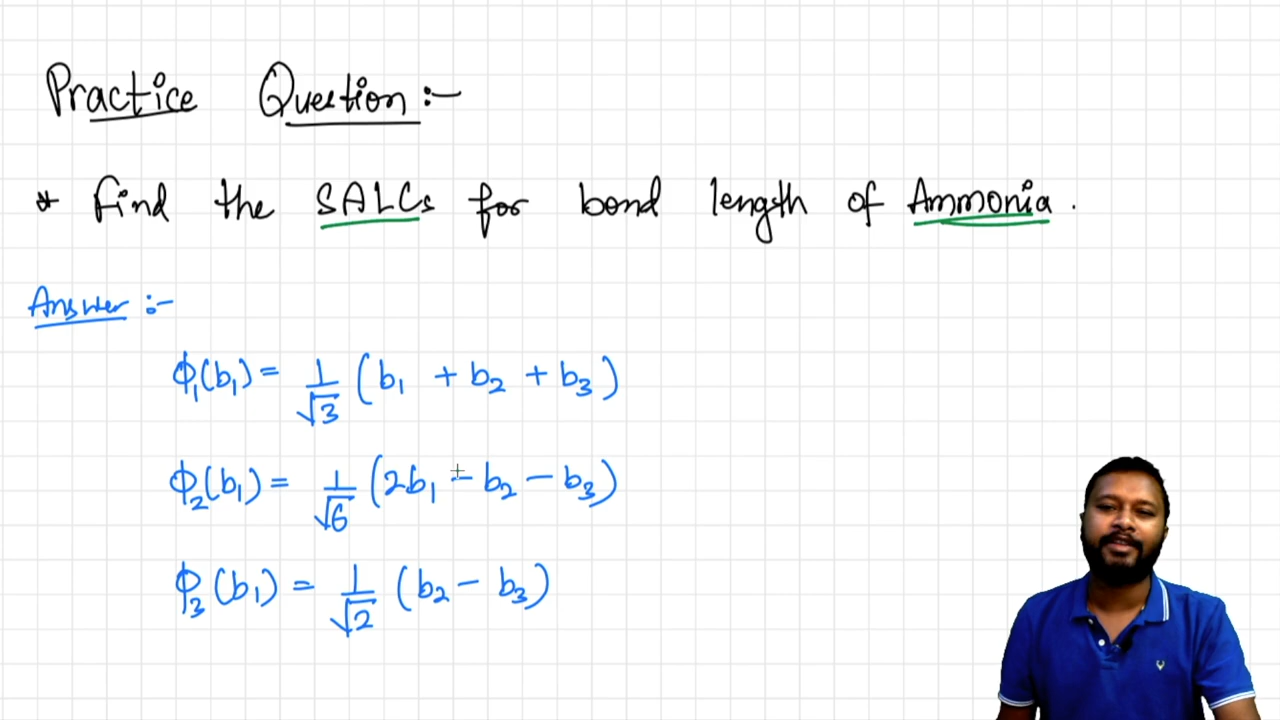 Practice Question :-
* Find the SALCs for bond length of Ammonia.
Answer :-
ϕ₁(b₁) = 1/√3 (b₁ + b₂ + b₃)
ϕ₂(b₁) = 1/√6 (2b₁ - b₂ - b₃)
ϕ₃(b₁) = 1/√2 (b₂ - b₃)